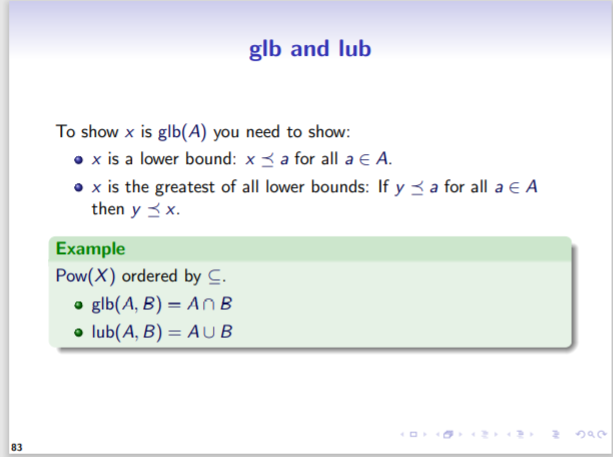 glb and lub
To show x is glb(A) you need to show:
x is a lower bound: x ⪯ a for all a ∈ A.
x is the greatest of all lower bounds: If y ⪯ a for all a ∈ A
then y ⪯ x.
Example
Pow(X) ordered by ⊆.
glb(A, B) = A ∩ B
lub(A, B) = A ∪ B
83